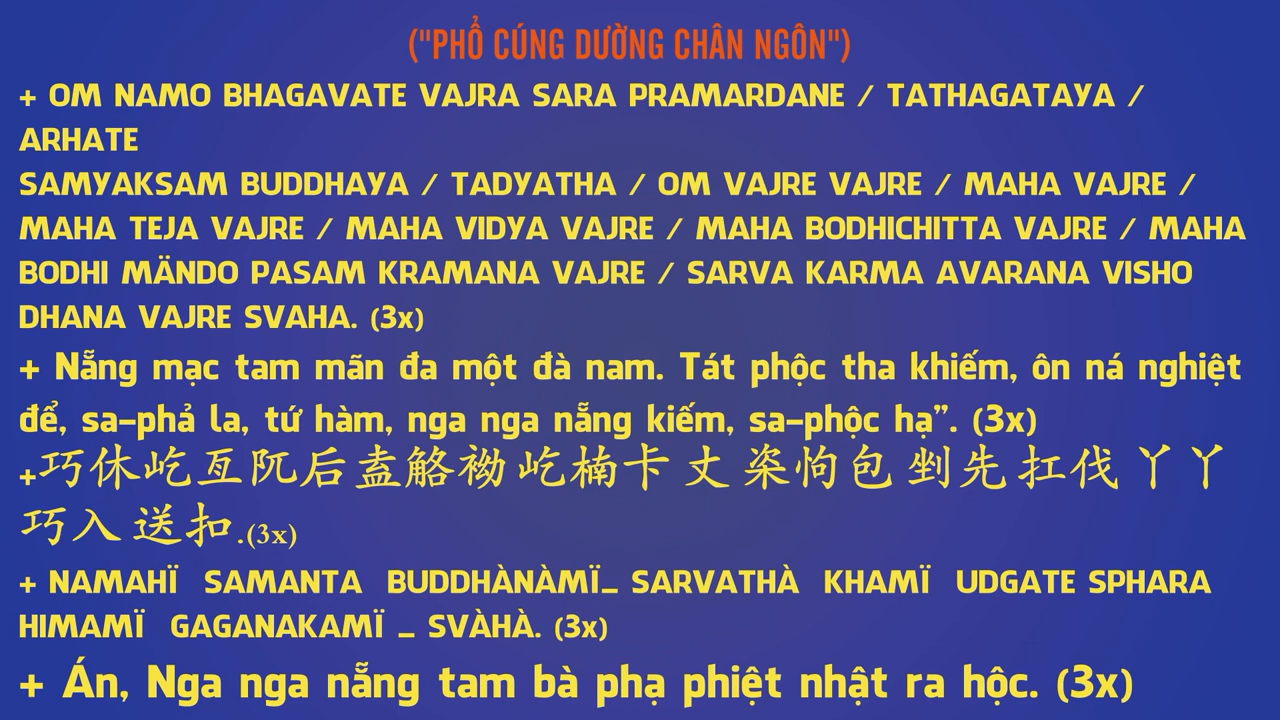 ("PHỔ CÚNG DƯỜNG CHÂN NGÔN")
+ OM NAMO BHAGAVATE VAJRA SARA PRAMARDANE / TATHAGATAYA /
ARHATE
SAMYAKSAM BUDDHAYA / TADYATHA / OM VAJRE VAJRE / MAHA VAJRE /
MAHA TEJA VAJRE / MAHA VIDYA VAJRE / MAHA BODHICHITTA VAJRE / MAHA
BODHI MÄNDO PASAM KRAMANA VAJRE / SARVA KARMA AVARANA VISHO
DHANA VAJRE SVAHA. (3x)
+ Nẵng mạc tam mãn đa một đà nam. Tát phộc tha khiếm, ôn ná nghiệt
để, sa-phả la, tứ hàm, nga nga nẵng kiếm, sa-phộc hạ”. (3x)
+巧休屹亙阢后盍觡袎屹楠卡丈桼怐包剉先扛伐丫丫
巧入送扣.(3x)
+ NAMAHÏ SAMANTA BUDDHÀNÀMÏ_ SARVATHÀ KHAMÏ UDGATE SPHARA
HIMAMÏ GAGANAKAMÏ _ SVÀHÀ. (3x)
+ Án, Nga nga nẵng tam bà phạ phiệt nhật ra hộc. (3x)